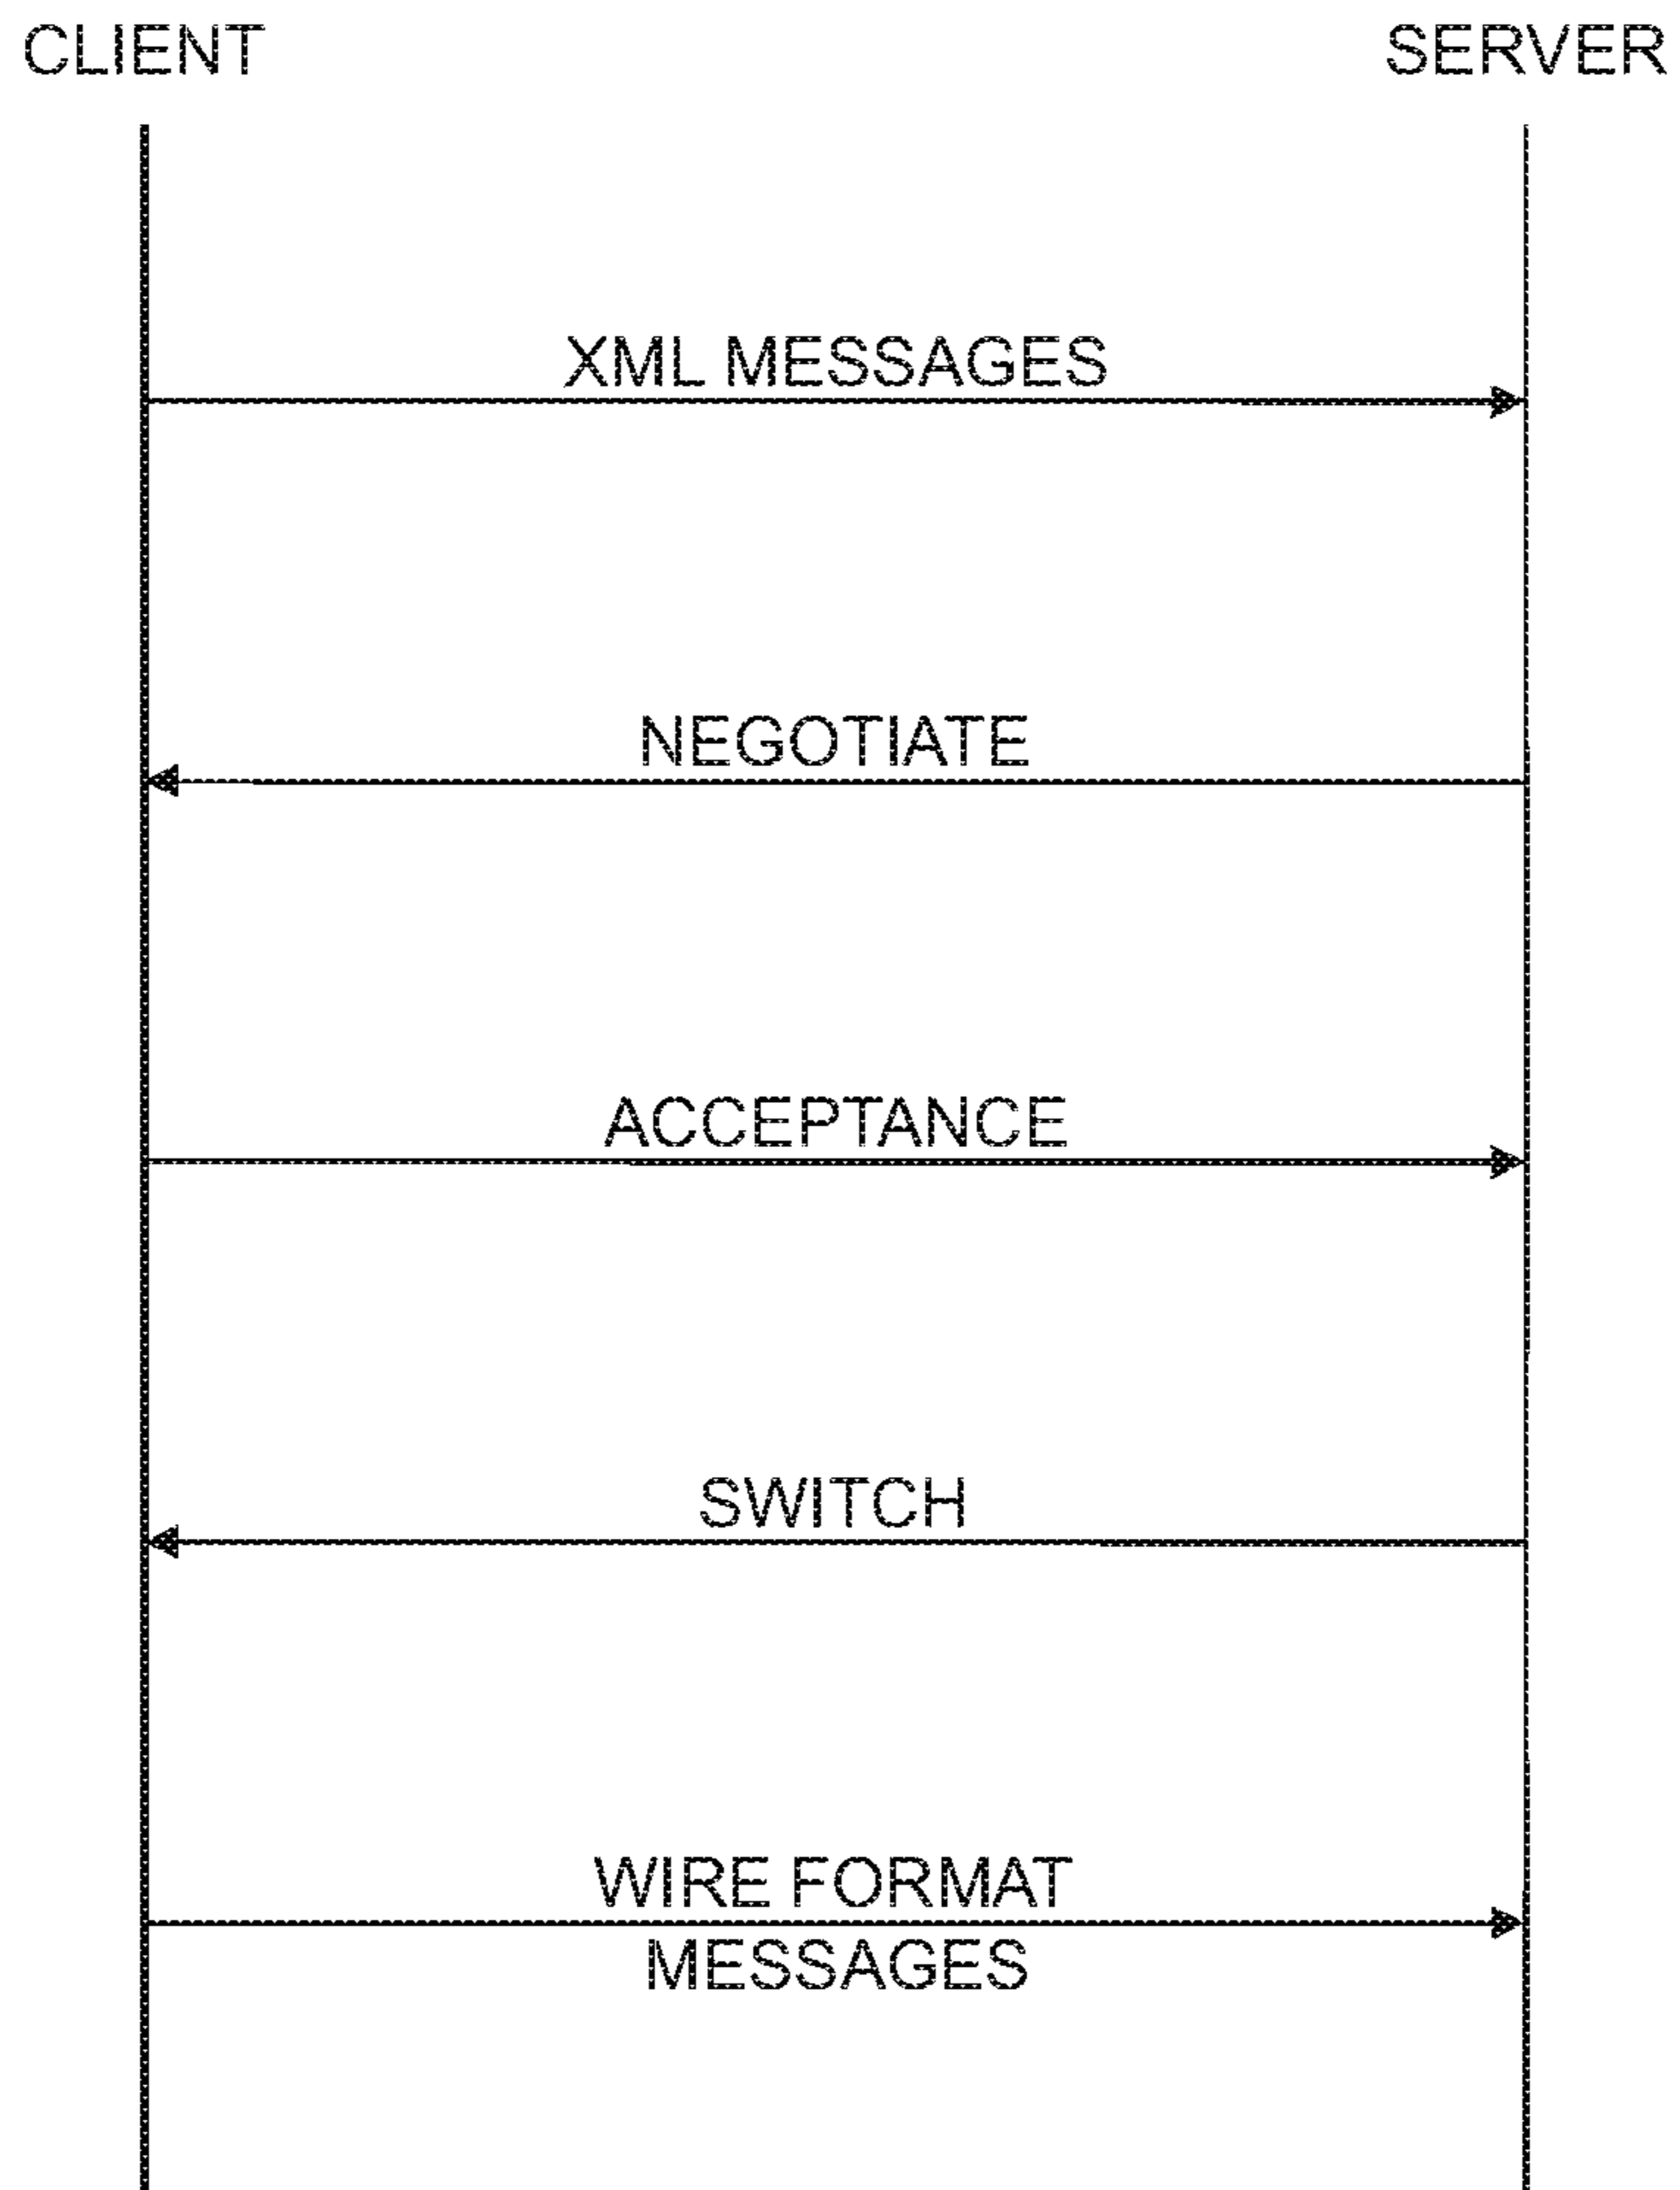 CLIENT
SERVER
XML MESSAGES
NEGOTIATE
ACCEPTANCE
SWITCH
WIRE FORMAT
MESSAGES